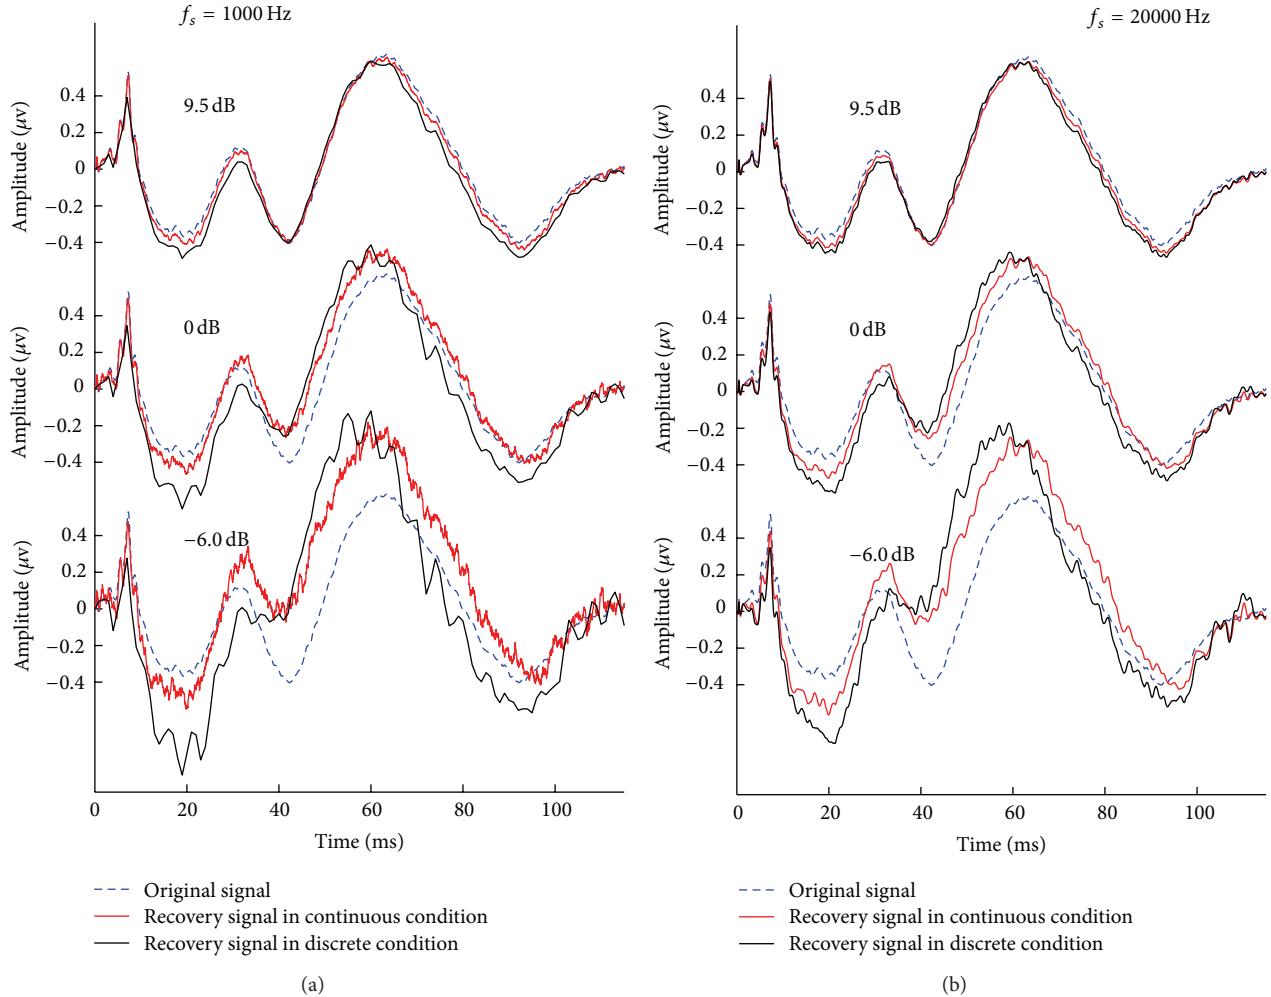 f_s = 1000 Hz
9.5 dB
0 dB
−6.0 dB
Amplitude (μv)
0.4
0.2
0
−0.2
−0.4
Amplitude (μv)
0.4
0.2
0
−0.2
−0.4
Amplitude (μv)
0.4
0.2
0
−0.2
−0.4
0 20 40 60 80 100
Time (ms)
Original signal
Recovery signal in continuous condition
Recovery signal in discrete condition
(a)
f_s = 20000 Hz
9.5 dB
0 dB
−6.0 dB
Amplitude (μv)
0.4
0.2
0
−0.2
−0.4
Amplitude (μv)
0.4
0.2
0
−0.2
−0.4
Amplitude (μv)
0.4
0.2
0
−0.2
−0.4
0 20 40 60 80 100
Time (ms)
Original signal
Recovery signal in continuous condition
Recovery signal in discrete condition
(b)